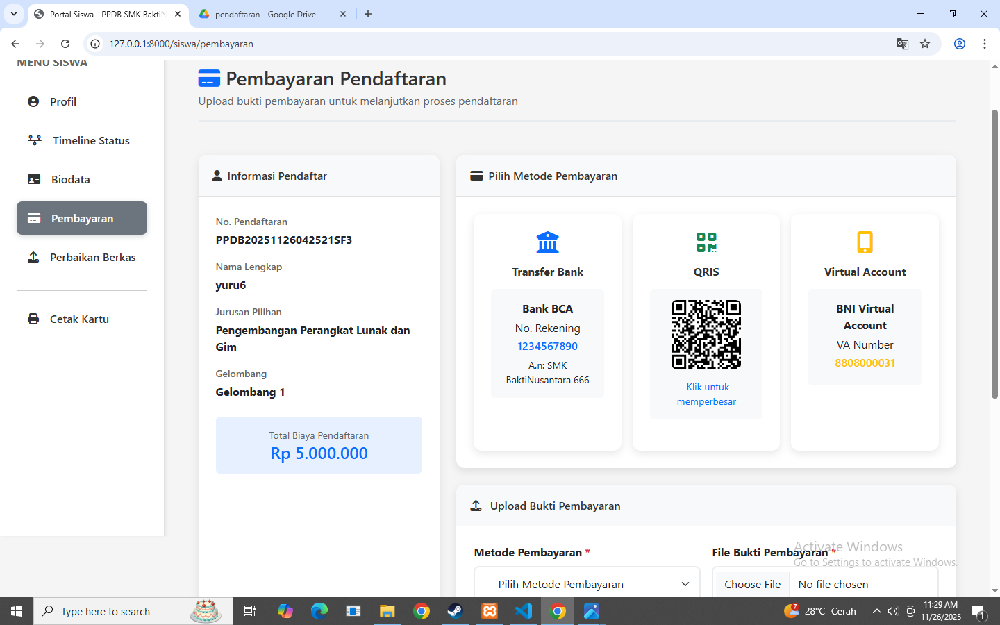 Portal Siswa - PPDB SMK BaktiN
pendaftaran - Google Drive
127.0.0.1:8000/siswa/pembayaran
MENU SISWA
Profil
Timeline Status
Biodata
Pembayaran
Perbaikan Berkas
Cetak Kartu
Pembayaran Pendaftaran
Upload bukti pembayaran untuk melanjutkan proses pendaftaran
Informasi Pendaftar
No. Pendaftaran
PPDB20251126042521SF3
Nama Lengkap
yuru6
Jurusan Pilihan
Pengembangan Perangkat Lunak dan
Gim
Gelombang
Gelombang 1
Total Biaya Pendaftaran
Rp 5.000.000
Pilih Metode Pembayaran
Transfer Bank
Bank BCA
No. Rekening
1234567890
A.n: SMK
BaktiNusantara 666
QRIS
Klik untuk
memperbesar
Virtual Account
BNI Virtual
Account
VA Number
8808000031
Upload Bukti Pembayaran
Metode Pembayaran *
-- Pilih Metode Pembayaran --
File Bukti Pembayaran *
Choose File No file chosen
Activate Windows
Go to Settings to activate Windows.
Type here to search
7
28°C Cerah
11:29 AM
11/26/2025
1